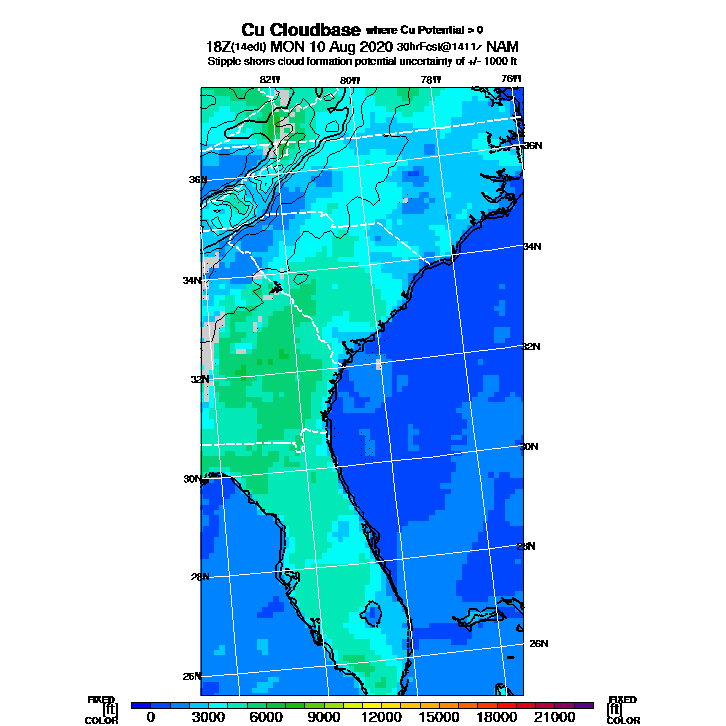 Cu Cloudbase where Cu Potential > 0
18Z(14edt) MON 10 Aug 2020 30hrFcst@1411z NAM
Stipple shows cloud formation potential uncertainty of +/- 1000 ft
82W 80W 78W 76W
36N
36N
34N
34N
32N
32N
30N
30N
28N
28N
26N
26N
FIXED FIXED
[ft] [ft]
COLOR COLOR
0 3000 6000 9000 12000 15000 18000 21000